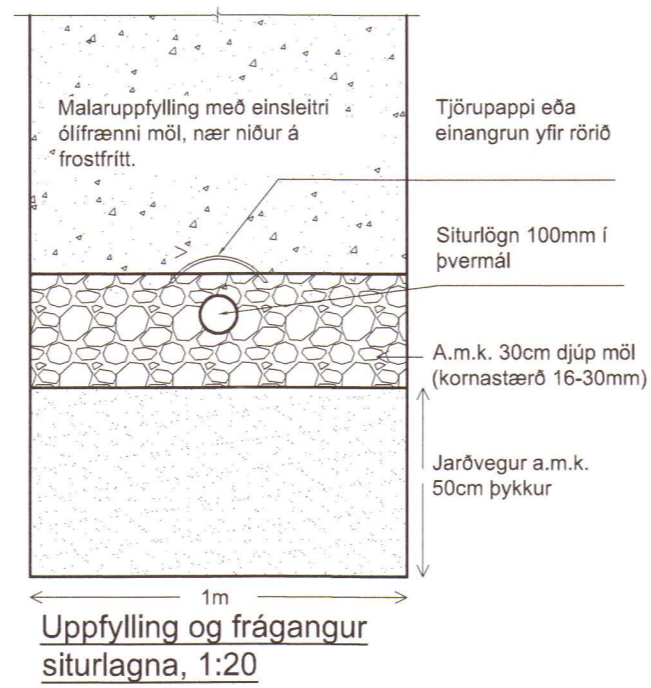 Malaruppfylling með einsleitri
ólífrænni möl, nær niður á
frostfrítt.
Tjörupappi eða
einangrun yfir rörið
Siturlögn 100mm í
þvermál
A.m.k. 30cm djúp möl
(kornastærð 16-30mm)
Jarðvegur a.m.k.
50cm þykkur
1m
Uppfylling og frágangur
siturlagna, 1:20